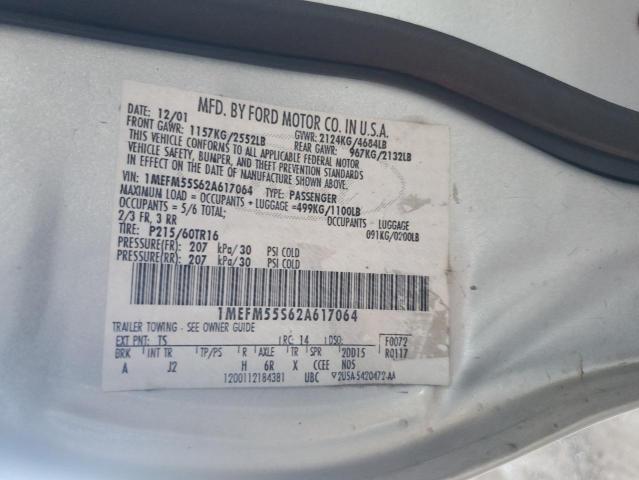 MFD. BY FORD MOTOR CO. IN U.S.A.
DATE: 12/01 GVWR: 2124KG/4684LB
FRONT GAWR: 1157KG/2552LB REAR GAWR: 967KG/2132LB
THIS VEHICLE CONFORMS TO ALL APPLICABLE FEDERAL MOTOR
VEHICLE SAFETY, BUMPER, AND THEFT PREVENTION STANDARDS
IN EFFECT ON THE DATE OF MANUFACTURE SHOWN ABOVE.
VIN: 1MEFM55S62A617064 TYPE: PASSENGER
MAXIMUM LOAD = OCCUPANTS + LUGGAGE =499KG/1100LB
OCCUPANTS = 5/6 TOTAL; OCCUPANTS LUGGAGE
2/3 FR, 3 RR 091KG/0200LB
TIRE: P215/60TR16
PRESSURE(FR): 207 kPa/30 PSI COLD
PRESSURE(RR): 207 kPa/30 PSI COLD
1MEFM55S62A617064
TRAILER TOWING - SEE OWNER GUIDE
EXT PNT: TS RC: 14 DSO: F0072
BRK INT TR TP/PS R AXLE TR SPR 20D15 R0117
A J2 H 6R X CCEE N05
1200112184381 UBC 2USA-5420472-AA